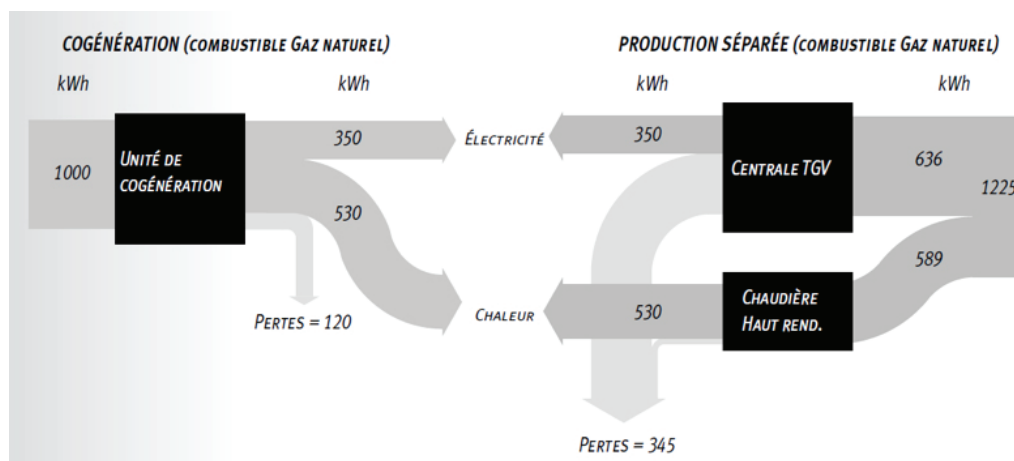 COGÉNÉRATION (COMBUSTIBLE GAZ NATUREL)
kWh
kWh
1000
UNITÉ DE
COGÉNÉRATION
350
530
PERTES = 120
ÉLECTRICITÉ
CHALEUR
PRODUCTION SÉPARÉE (COMBUSTIBLE GAZ NATUREL)
kWh
kWh
350
CENTRALE TGV
636
1225
589
530
CHAUDIÈRE
HAUT REND.
PERTES = 345